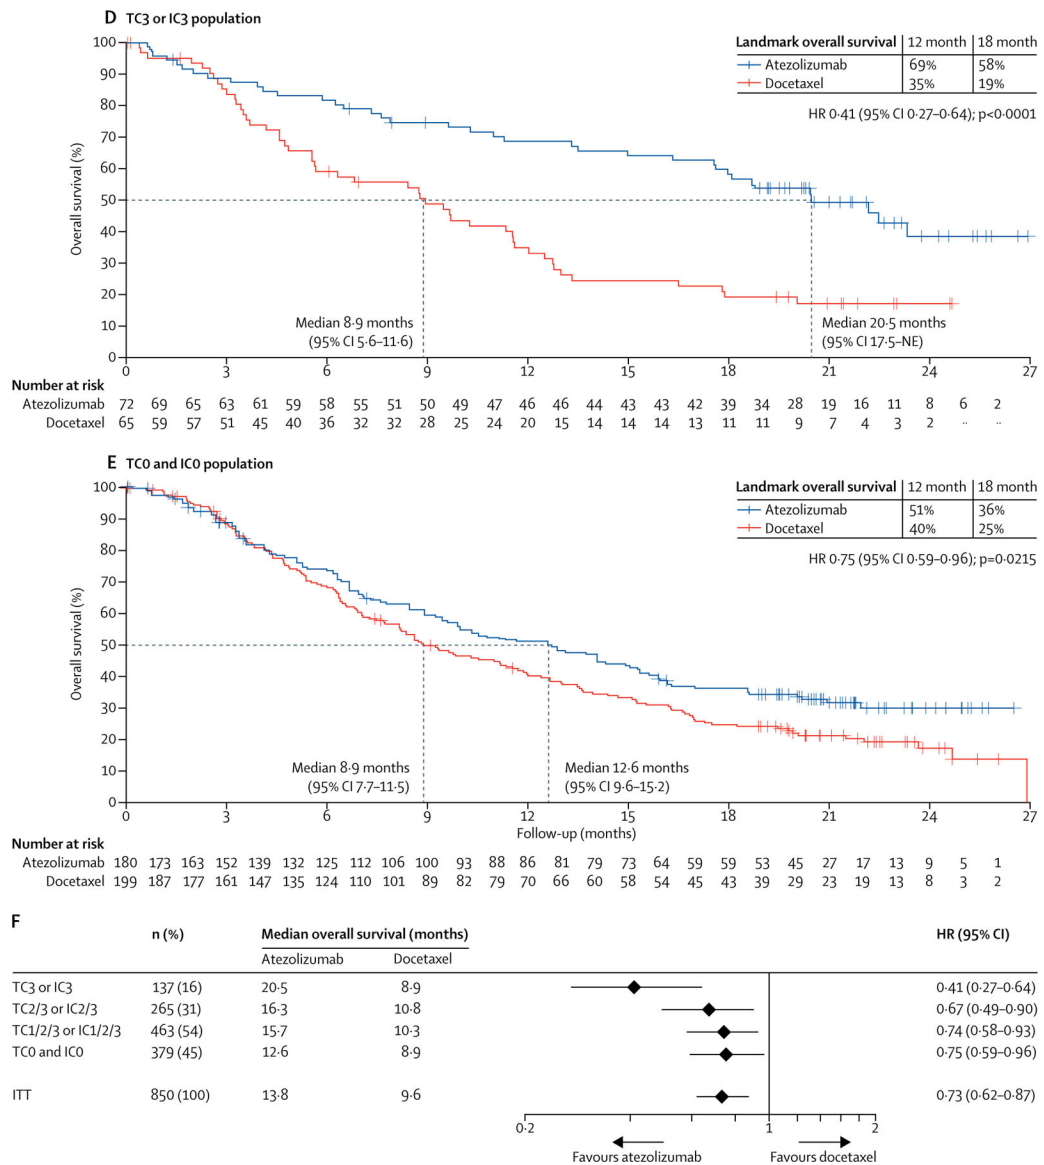 D TC3 or IC3 population
Landmark overall survival 12 month 18 month
Atezolizumab 69% 58%
Docetaxel 35% 19%
HR 0·41 (95% CI 0·27–0·64); p<0·0001
Overall survival (%)
100
90
80
70
60
50
40
30
20
10
0
Median 8·9 months
(95% CI 5·6–11·6)
Median 20·5 months
(95% CI 17·5–NE)
0 3 6 9 12 15 18 21 24 27
Number at risk
Atezolizumab 72 69 65 63 61 59 58 55 51 50 49 47 46 46 44 43 43 42 39 34 28 19 16 11 8 6 2
Docetaxel 65 59 57 51 45 40 36 32 32 28 25 24 20 15 14 14 14 13 11 11 9 7 4 3 2 ·· ··
E TC0 and IC0 population
Landmark overall survival 12 month 18 month
Atezolizumab 51% 36%
Docetaxel 40% 25%
HR 0·75 (95% CI 0·59–0·96); p=0·0215
Overall survival (%)
100
90
80
70
60
50
40
30
20
10
0
Median 8·9 months
(95% CI 7·7–11·5)
Median 12·6 months
(95% CI 9·6–15·2)
0 3 6 9 12 15 18 21 24 27
Follow-up (months)
Number at risk
Atezolizumab 180 173 163 152 139 132 125 112 106 100 93 88 86 81 79 73 64 59 59 53 45 27 17 13 9 5 1
Docetaxel 199 187 177 161 147 135 124 110 101 89 82 79 70 66 60 58 54 45 43 39 29 23 19 13 8 3 2
F
n (%) Median overall survival (months) HR (95% CI)
Atezolizumab Docetaxel
TC3 or IC3 137 (16) 20·5 8·9 0·41 (0·27–0·64)
TC2/3 or IC2/3 265 (31) 16·3 10·8 0·67 (0·49–0·90)
TC1/2/3 or IC1/2/3 463 (54) 15·7 10·3 0·74 (0·58–0·93)
TC0 and IC0 379 (45) 12·6 8·9 0·75 (0·59–0·96)
ITT 850 (100) 13·8 9·6 0·73 (0·62–0·87)
0·2 1 2
Favours atezolizumab Favours docetaxel